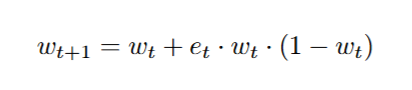 w_{t+1} = w_t + e_t · w_t · (1 − w_t)